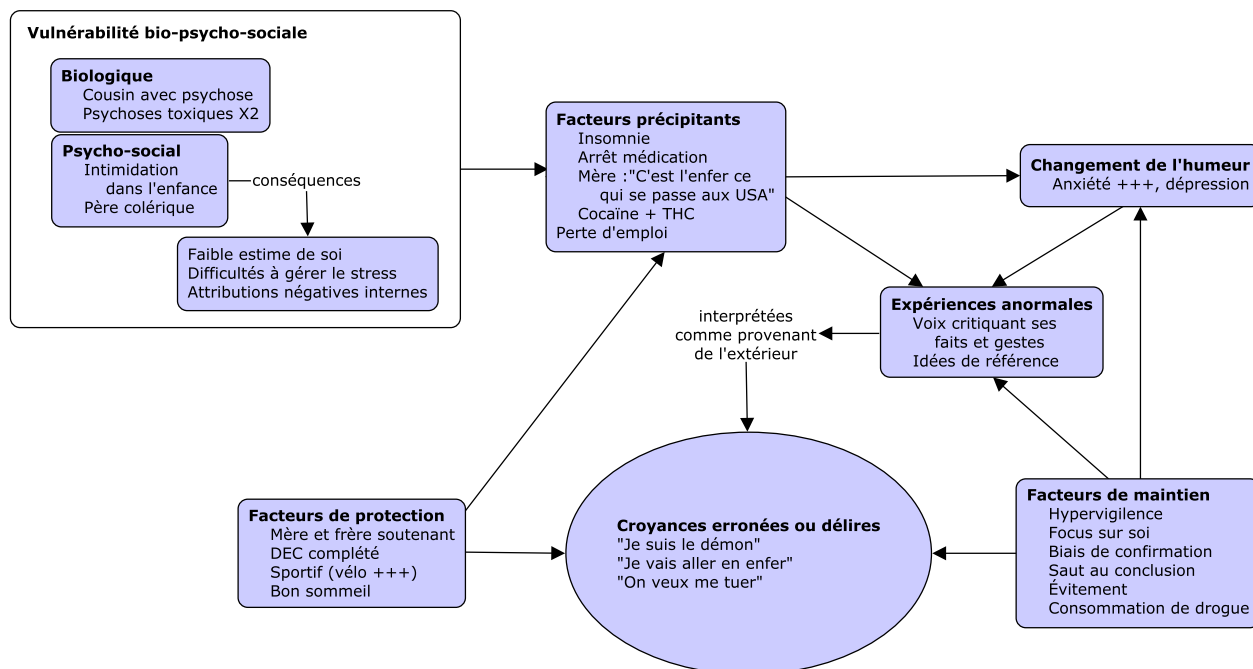 Vulnérabilité bio-psycho-sociale
Biologique
Cousin avec psychose
Psychoses toxiques X2
Psycho-social
Intimidation
dans l'enfance
Père colérique
conséquences
Faible estime de soi
Difficultés à gérer le stress
Attributions négatives internes
Facteurs précipitants
Insomnie
Arrêt médication
Mère :"C'est l'enfer ce
qui se passe aux USA"
Cocaïne + THC
Perte d'emploi
Changement de l'humeur
Anxiété +++, dépression
Expériences anormales
Voix critiquant ses
faits et gestes
Idées de référence
interprétées
comme provenant
de l'extérieur
Facteurs de protection
Mère et frère soutenant
DEC complété
Sportif (vélo +++)
Bon sommeil
Croyances erronées ou délires
"Je suis le démon"
"Je vais aller en enfer"
"On veux me tuer"
Facteurs de maintien
Hypervigilence
Focus sur soi
Biais de confirmation
Saut au conclusion
Évitement
Consommation de drogue